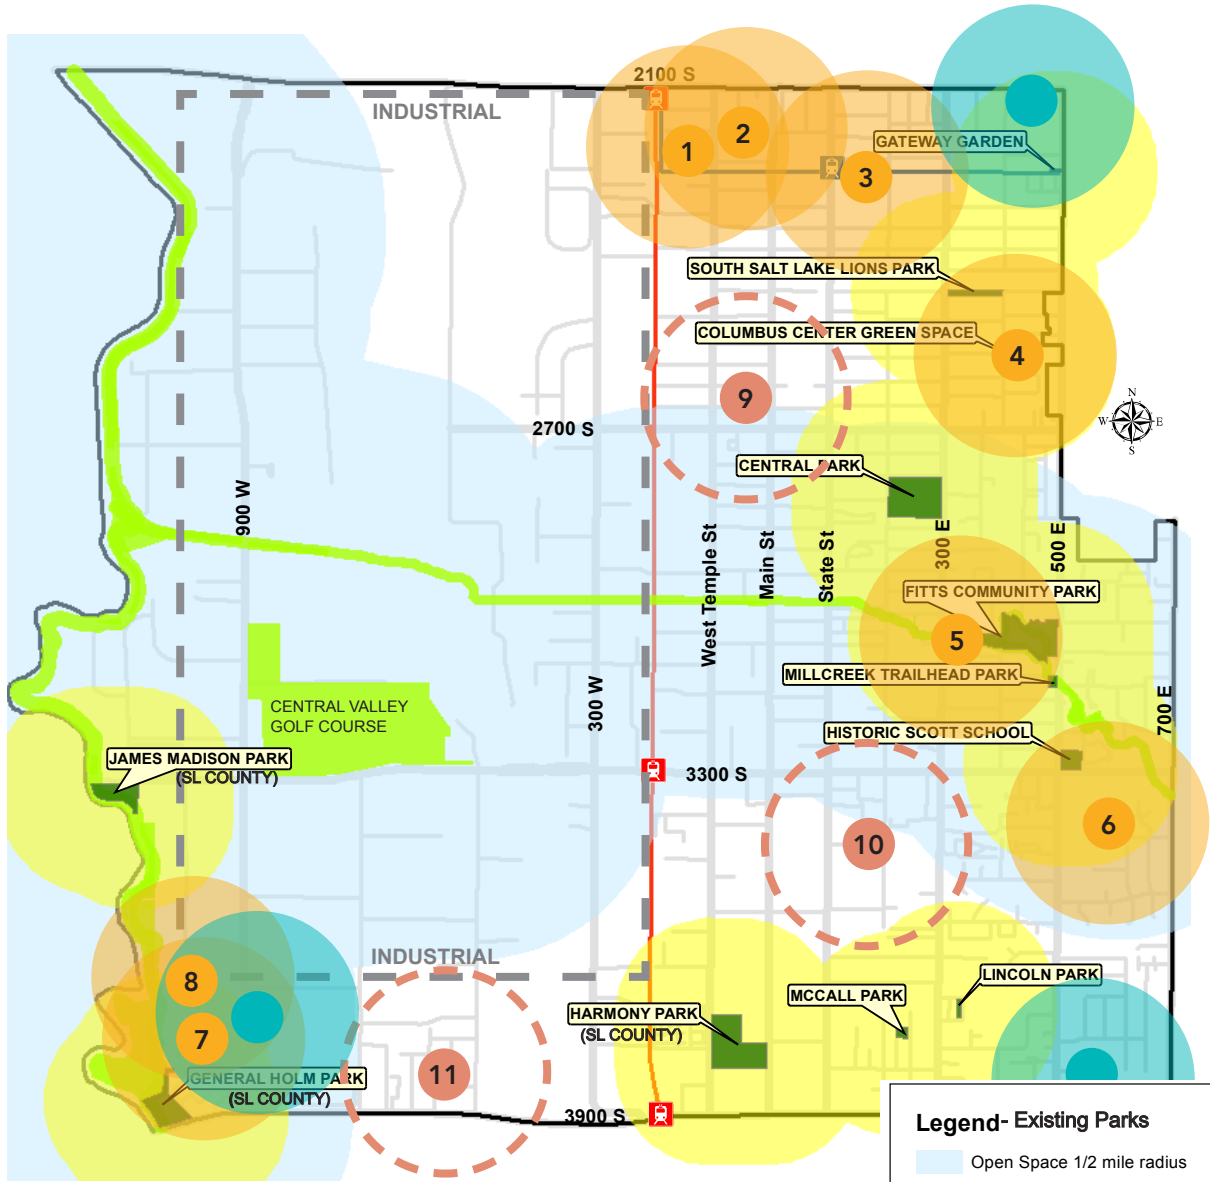 2100 S
INDUSTRIAL
1
2
3
GATEWAY GARDEN
SOUTH SALT LAKE LIONS PARK
COLUMBUS CENTER GREEN SPACE
4
9
N
W
E
S
2700 S
CENTRAL PARK
900 W
West Temple St
Main St
State St
300 E
500 E
FITTS COMMUNITY PARK
5
MILLCREEK TRAILHEAD PARK
CENTRAL VALLEY
GOLF COURSE
300 W
700 E
HISTORIC SCOTT SCHOOL
JAMES MADISON PARK
(SL COUNTY)
3300 S
6
10
INDUSTRIAL
8
7
LINCOLN PARK
MCCALL PARK
HARMONY PARK
(SL COUNTY)
11
GENERAL HOLM PARK
(SL COUNTY)
3900 S
Legend- Existing Parks
Open Space 1/2 mile radius